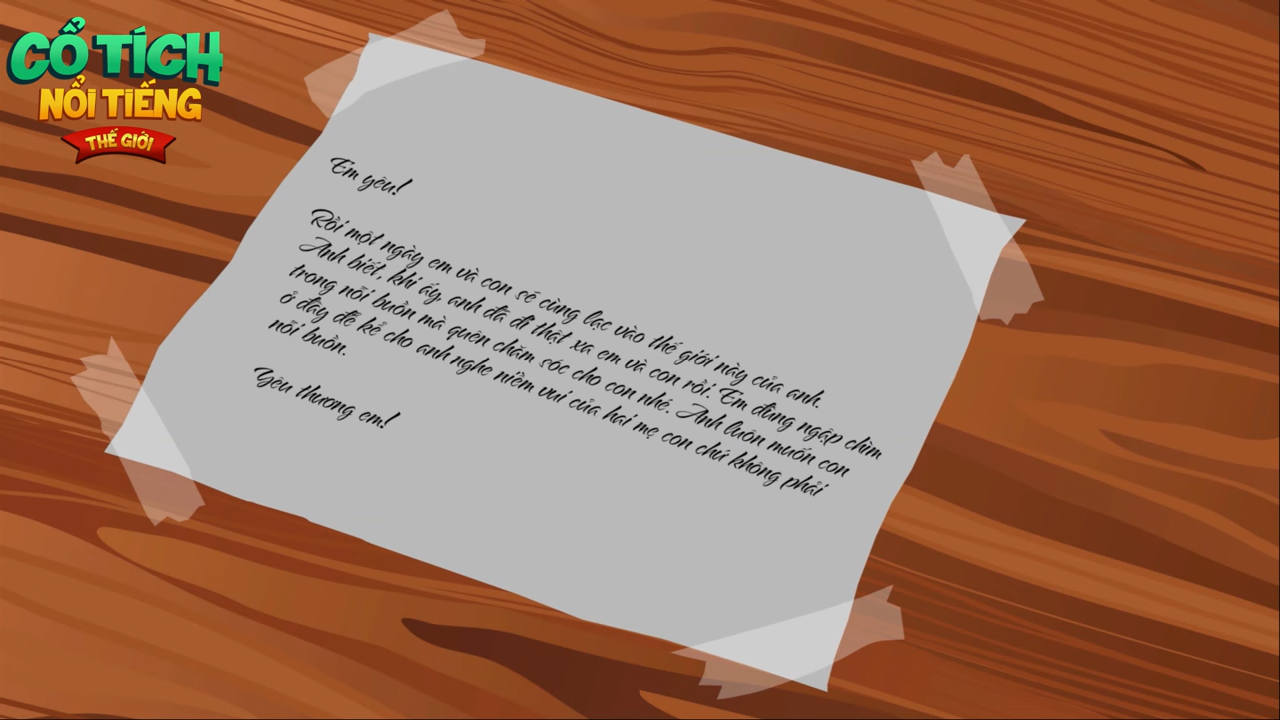 CỔ TÍCH
NỔI TIẾNG
THẾ GIỚI
Em yêu!
Rồi một ngày em và con sẽ cùng lạc vào thế giới này của anh.
Anh biết, khi ấy, anh đã đi thật xa em và con rồi. Em đừng ngập chìm
trong nỗi buồn mà quên chăm sóc cho con nhé. Anh luôn muốn con
ở đây để kể cho anh nghe niềm vui của hai mẹ con chứ không phải
nỗi buồn.
Yêu thương em!